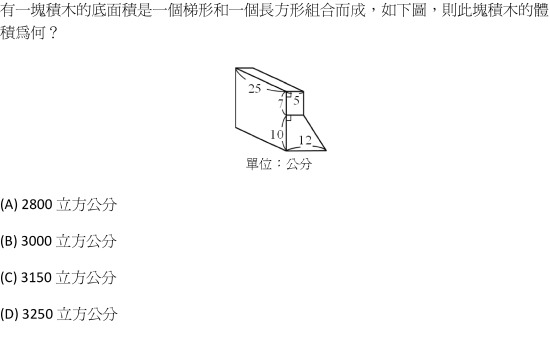 有一塊積木的底面積是一個梯形和一個長方形組合而成，如下圖，則此塊積木的體
積爲何？
25
7
5
10
12
單位：公分
(A) 2800 立方公分
(B) 3000 立方公分
(C) 3150 立方公分
(D) 3250 立方公分